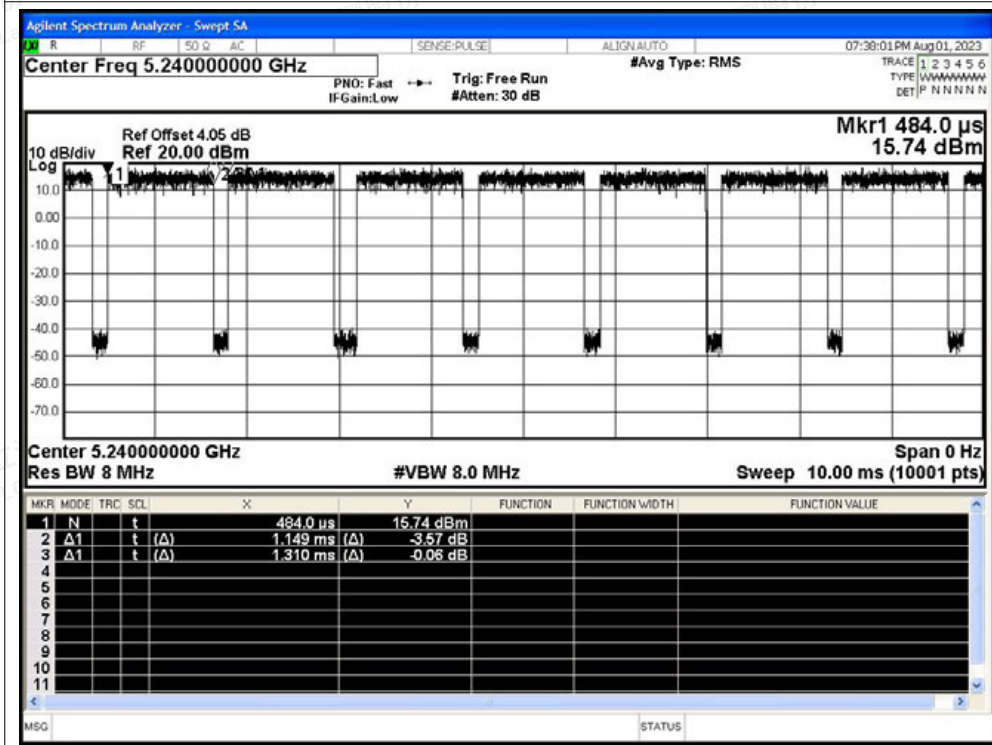 Agilent Spectrum Analyzer - Swept SA
R RF 50 Ω AC SENSE:PULSE ALIGN AUTO 07:38:01 PM Aug 01, 2023
Center Freq 5.240000000 GHz #Avg Type: RMS TRACE 1 2 3 4 5 6
PNO: Fast Trig: Free Run TYPE WWWWWW
IFGain:Low #Atten: 30 dB DET P N N N N N
Mkr1 484.0 µs
Ref Offset 4.05 dB
10 dB/div Ref 20.00 dBm 15.74 dBm
Log
1
10.0
0.00
-10.0
-20.0
-30.0
-40.0
-50.0
-60.0
-70.0
Center 5.240000000 GHz Span 0 Hz
Res BW 8 MHz #VBW 8.0 MHz Sweep 10.00 ms (10001 pts)
MKR MODE TRC SCL X Y FUNCTION FUNCTION WIDTH FUNCTION VALUE
1 N t 484.0 µs 15.74 dBm
2 Δ1 t (Δ) 1.149 ms (Δ) -3.57 dB
3 Δ1 t (Δ) 1.310 ms (Δ) -0.06 dB
4
5
6
7
8
9
10
11
MSG STATUS